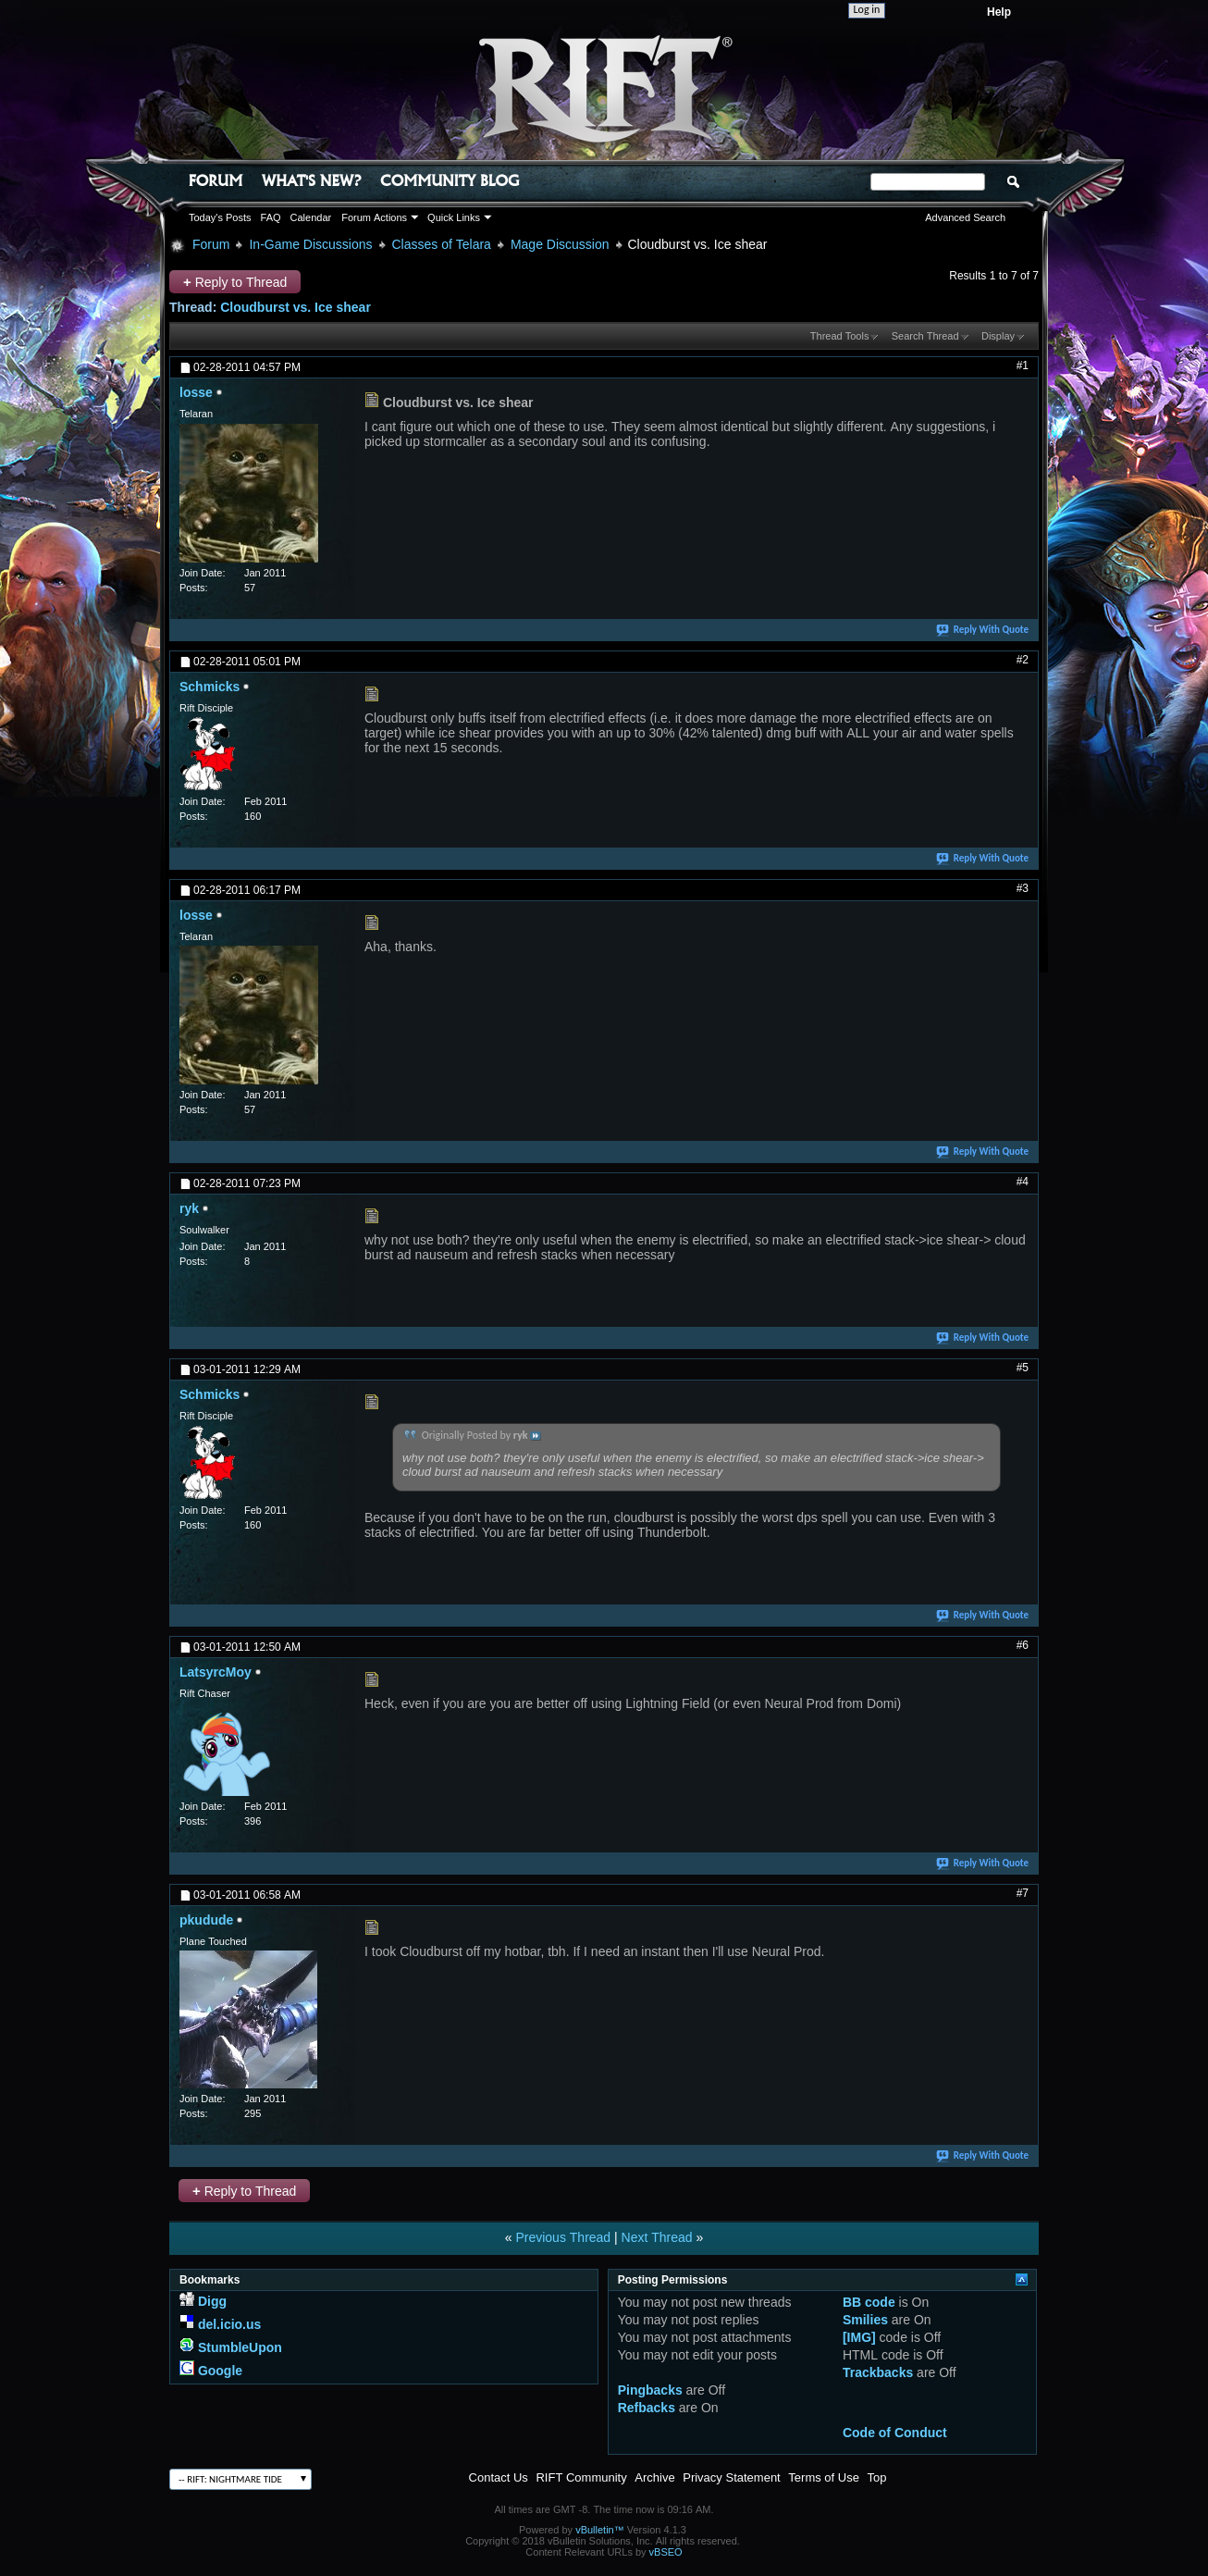 Log in
Help
RIFT®
FORUM WHAT'S NEW? COMMUNITY BLOG
Today's Posts FAQ Calendar Forum Actions Quick Links Advanced Search
Forum In-Game Discussions Classes of Telara Mage Discussion Cloudburst vs. Ice shear
+ Reply to Thread
Results 1 to 7 of 7
Thread: Cloudburst vs. Ice shear
Thread Tools Search Thread Display
02-28-2011 04:57 PM #1
losse
Telaran
Join Date: Jan 2011
Posts: 57
Cloudburst vs. Ice shear
I cant figure out which one of these to use. They seem almost identical but slightly different. Any suggestions, i
picked up stormcaller as a secondary soul and its confusing.
Reply With Quote
02-28-2011 05:01 PM #2
Schmicks
Rift Disciple
Join Date: Feb 2011
Posts: 160
Cloudburst only buffs itself from electrified effects (i.e. it does more damage the more electrified effects are on
target) while ice shear provides you with an up to 30% (42% talented) dmg buff with ALL your air and water spells
for the next 15 seconds.
Reply With Quote
02-28-2011 06:17 PM #3
losse
Telaran
Join Date: Jan 2011
Posts: 57
Aha, thanks.
Reply With Quote
02-28-2011 07:23 PM #4
ryk
Soulwalker
Join Date: Jan 2011
Posts: 8
why not use both? they're only useful when the enemy is electrified, so make an electrified stack->ice shear-> cloud
burst ad nauseum and refresh stacks when necessary
Reply With Quote
03-01-2011 12:29 AM #5
Schmicks
Rift Disciple
Join Date: Feb 2011
Posts: 160
Originally Posted by ryk
why not use both? they're only useful when the enemy is electrified, so make an electrified stack->ice shear->
cloud burst ad nauseum and refresh stacks when necessary
Because if you don't have to be on the run, cloudburst is possibly the worst dps spell you can use. Even with 3
stacks of electrified. You are far better off using Thunderbolt.
Reply With Quote
03-01-2011 12:50 AM #6
LatsyrcMoy
Rift Chaser
Join Date: Feb 2011
Posts: 396
Heck, even if you are you are better off using Lightning Field (or even Neural Prod from Domi)
Reply With Quote
03-01-2011 06:58 AM #7
pkudude
Plane Touched
Join Date: Jan 2011
Posts: 295
I took Cloudburst off my hotbar, tbh. If I need an instant then I'll use Neural Prod.
Reply With Quote
+ Reply to Thread
« Previous Thread | Next Thread »
Bookmarks
Digg
del.icio.us
StumbleUpon
Google
Posting Permissions
You may not post new threads
You may not post replies
You may not post attachments
You may not edit your posts
Pingbacks are Off
Refbacks are On
BB code is On
Smilies are On
[IMG] code is Off
HTML code is Off
Trackbacks are Off
Code of Conduct
-- RIFT: NIGHTMARE TIDE
Contact Us RIFT Community Archive Privacy Statement Terms of Use Top
All times are GMT -8. The time now is 09:16 AM.
Powered by vBulletin™ Version 4.1.3
Copyright © 2018 vBulletin Solutions, Inc. All rights reserved.
Content Relevant URLs by vBSEO